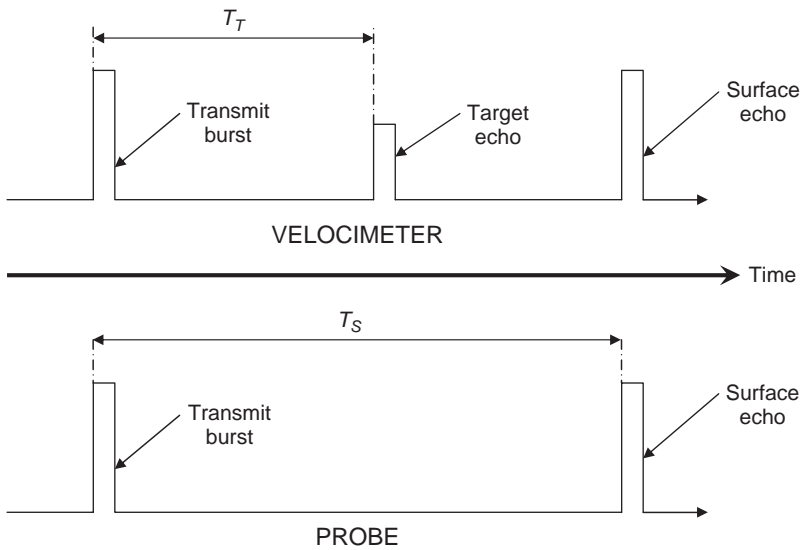 T_T
Transmit
burst
Target
echo
Surface
echo
VELOCIMETER
Time
T_S
Transmit
burst
Surface
echo
PROBE